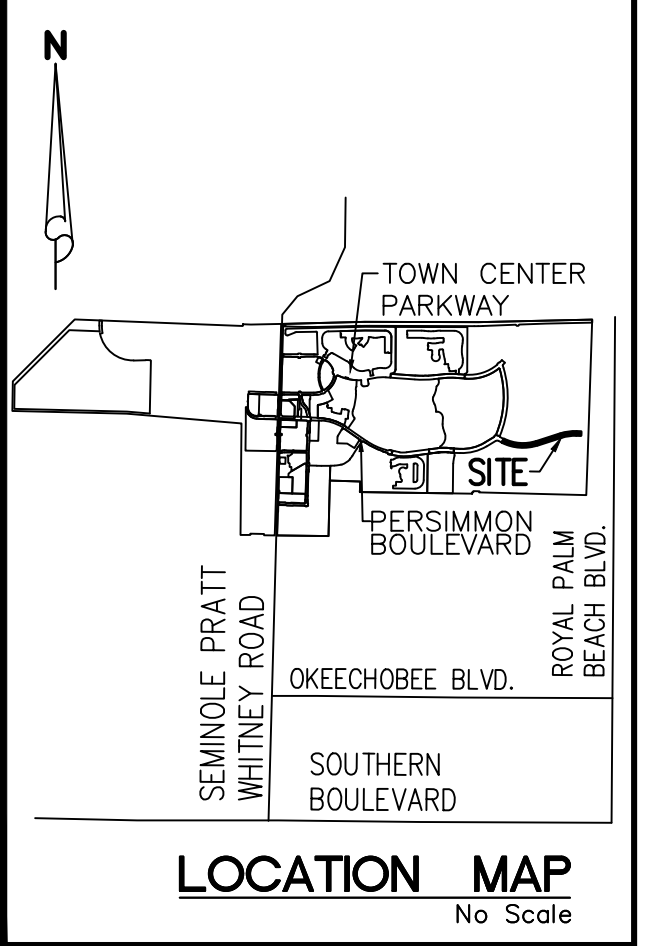 N
TOWN CENTER
PARKWAY
SITE
PERSIMMON
BOULEVARD
ROYAL PALM
BEACH BLVD.
SEMINOLE PRATT
WHITNEY ROAD
OKEECHOBEE BLVD.
SOUTHERN
BOULEVARD
LOCATION MAP
No Scale